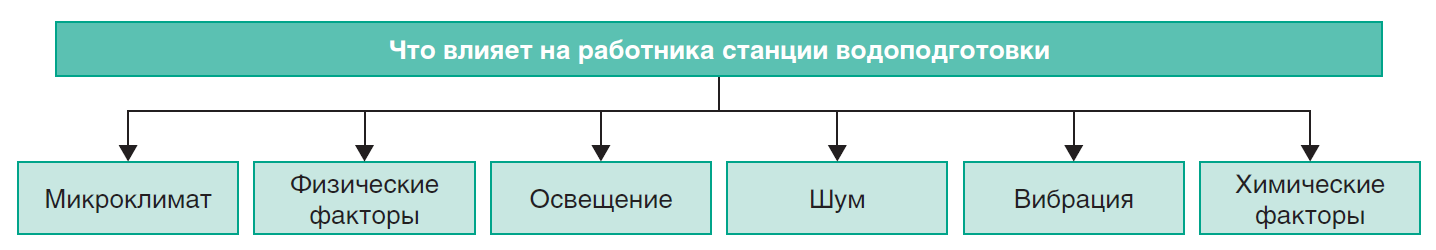 Что влияет на работника станции водоподготовки
Микроклимат
Физические
факторы
Освещение
Шум
Вибрация
Химические
факторы